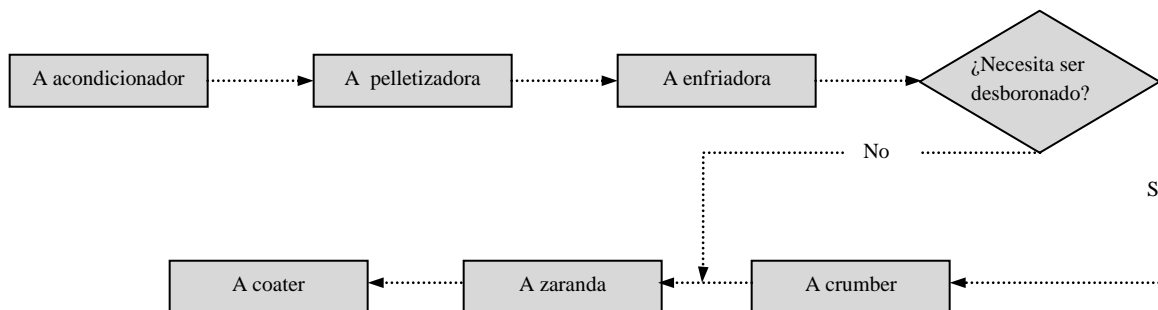 A acondicionador
A pelletizadora
A enfriadora
¿Necesita ser
desboronado?
No
S
A coater
A zaranda
A crumber